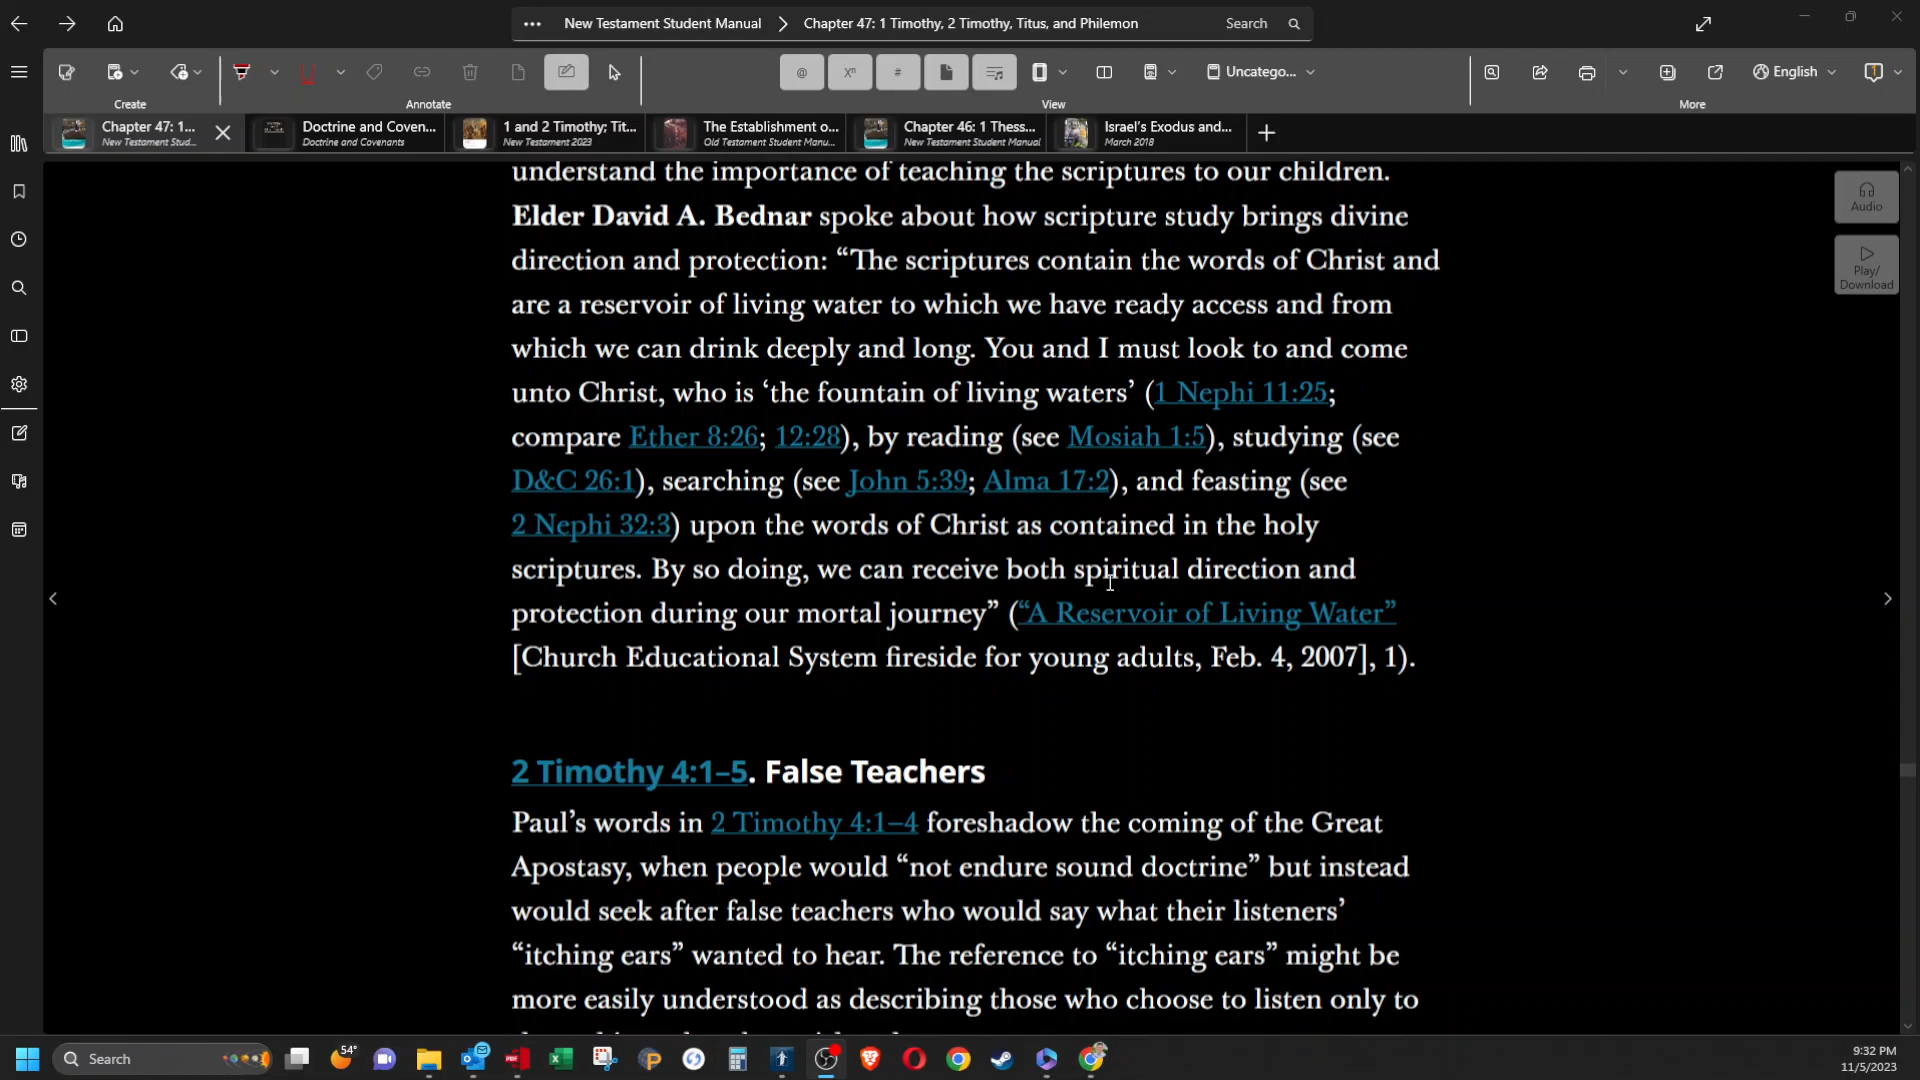 New Testament Student Manual
Chapter 47: 1 Timothy, 2 Timothy, Titus, and Philemon
Search
@
Xⁿ
#
Uncatego...
English
1
Create
Annotate
View
More
Chapter 47: 1...
New Testament Stud...
Doctrine and Coven...
Doctrine and Covenants
1 and 2 Timothy; Tit...
New Testament 2023
The Establishment o...
Old Testament Student Manu...
Chapter 46: 1 Thess...
New Testament Student Manual
Israel's Exodus and...
March 2018
understand the importance of teaching the scriptures to our children.
Elder David A. Bednar spoke about how scripture study brings divine
direction and protection: “The scriptures contain the words of Christ and
are a reservoir of living water to which we have ready access and from
which we can drink deeply and long. You and I must look to and come
unto Christ, who is ‘the fountain of living waters’ (1 Nephi 11:25;
compare Ether 8:26; 12:28), by reading (see Mosiah 1:5), studying (see
D&C 26:1), searching (see John 5:39; Alma 17:2), and feasting (see
2 Nephi 32:3) upon the words of Christ as contained in the holy
scriptures. By so doing, we can receive both spiritual direction and
protection during our mortal journey” (“A Reservoir of Living Water”
[Church Educational System fireside for young adults, Feb. 4, 2007], 1).
2 Timothy 4:1–5. False Teachers
Paul’s words in 2 Timothy 4:1–4 foreshadow the coming of the Great
Apostasy, when people would “not endure sound doctrine” but instead
would seek after false teachers who would say what their listeners’
“itching ears” wanted to hear. The reference to “itching ears” might be
more easily understood as describing those who choose to listen only to
Audio
Play/
Download
Search
54°
9:32 PM
11/5/2023